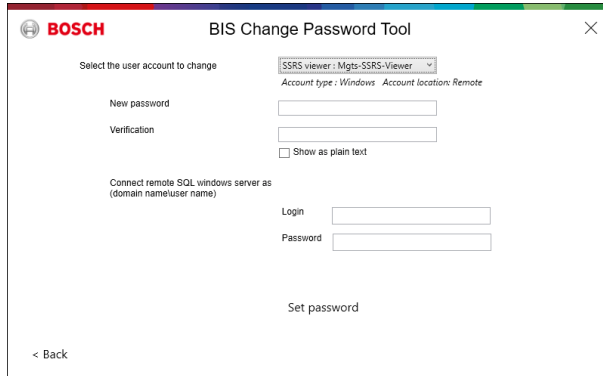 BOSCH
BIS Change Password Tool
Select the user account to change
SSRS viewer : Mgts-SSRS-Viewer
Account type : Windows Account location: Remote
New password
Verification
Show as plain text
Connect remote SQL windows server as
(domain name\user name)
Login
Password
Set password
< Back